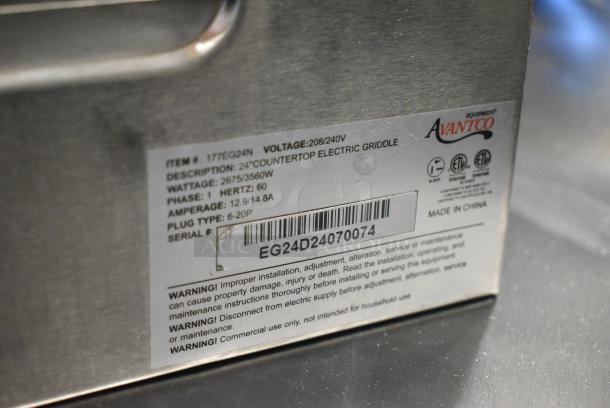 EQUIPMENT
AVANTCO
ITEM #: 177EG24N VOLTAGE:208/240V
DESCRIPTION: 24"COUNTERTOP ELECTRIC GRIDDLE
WATTAGE: 2675/3560W
PHASE: 1 HERTZ: 60
AMPERAGE: 12.9/14.8A
PLUG TYPE: 6-20P
SERIAL #:
EG24D24070074
MADE IN CHINA
WARNING! Improper installation, adjustment, alteration, service or maintenance
can cause property damage, injury or death. Read the installation, operating, and
maintenance instructions thoroughly before installing or serving this equipment
WARNING! Disconnect from electric supply before adjustment, alternation, service
or maintenance.
WARNING! Commercial use only, not intended for household use